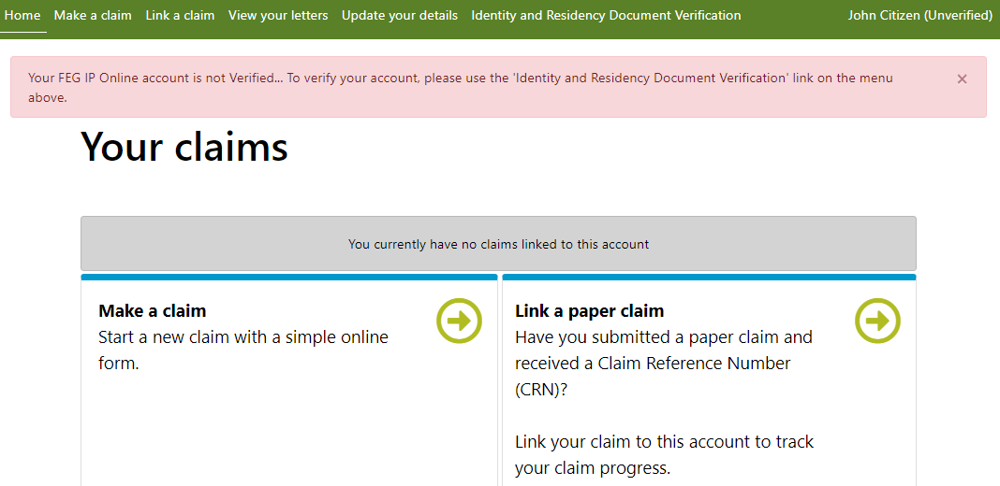 Home Make a claim Link a claim View your letters Update your details Identity and Residency Document Verification John Citizen (Unverified)
Your FEG IP Online account is not Verified... To verify your account, please use the 'Identity and Residency Document Verification' link on the menu
above.
×
Your claims
You currently have no claims linked to this account
Make a claim
Start a new claim with a simple online
form.
Link a paper claim
Have you submitted a paper claim and
received a Claim Reference Number
(CRN)?
Link your claim to this account to track
your claim progress.